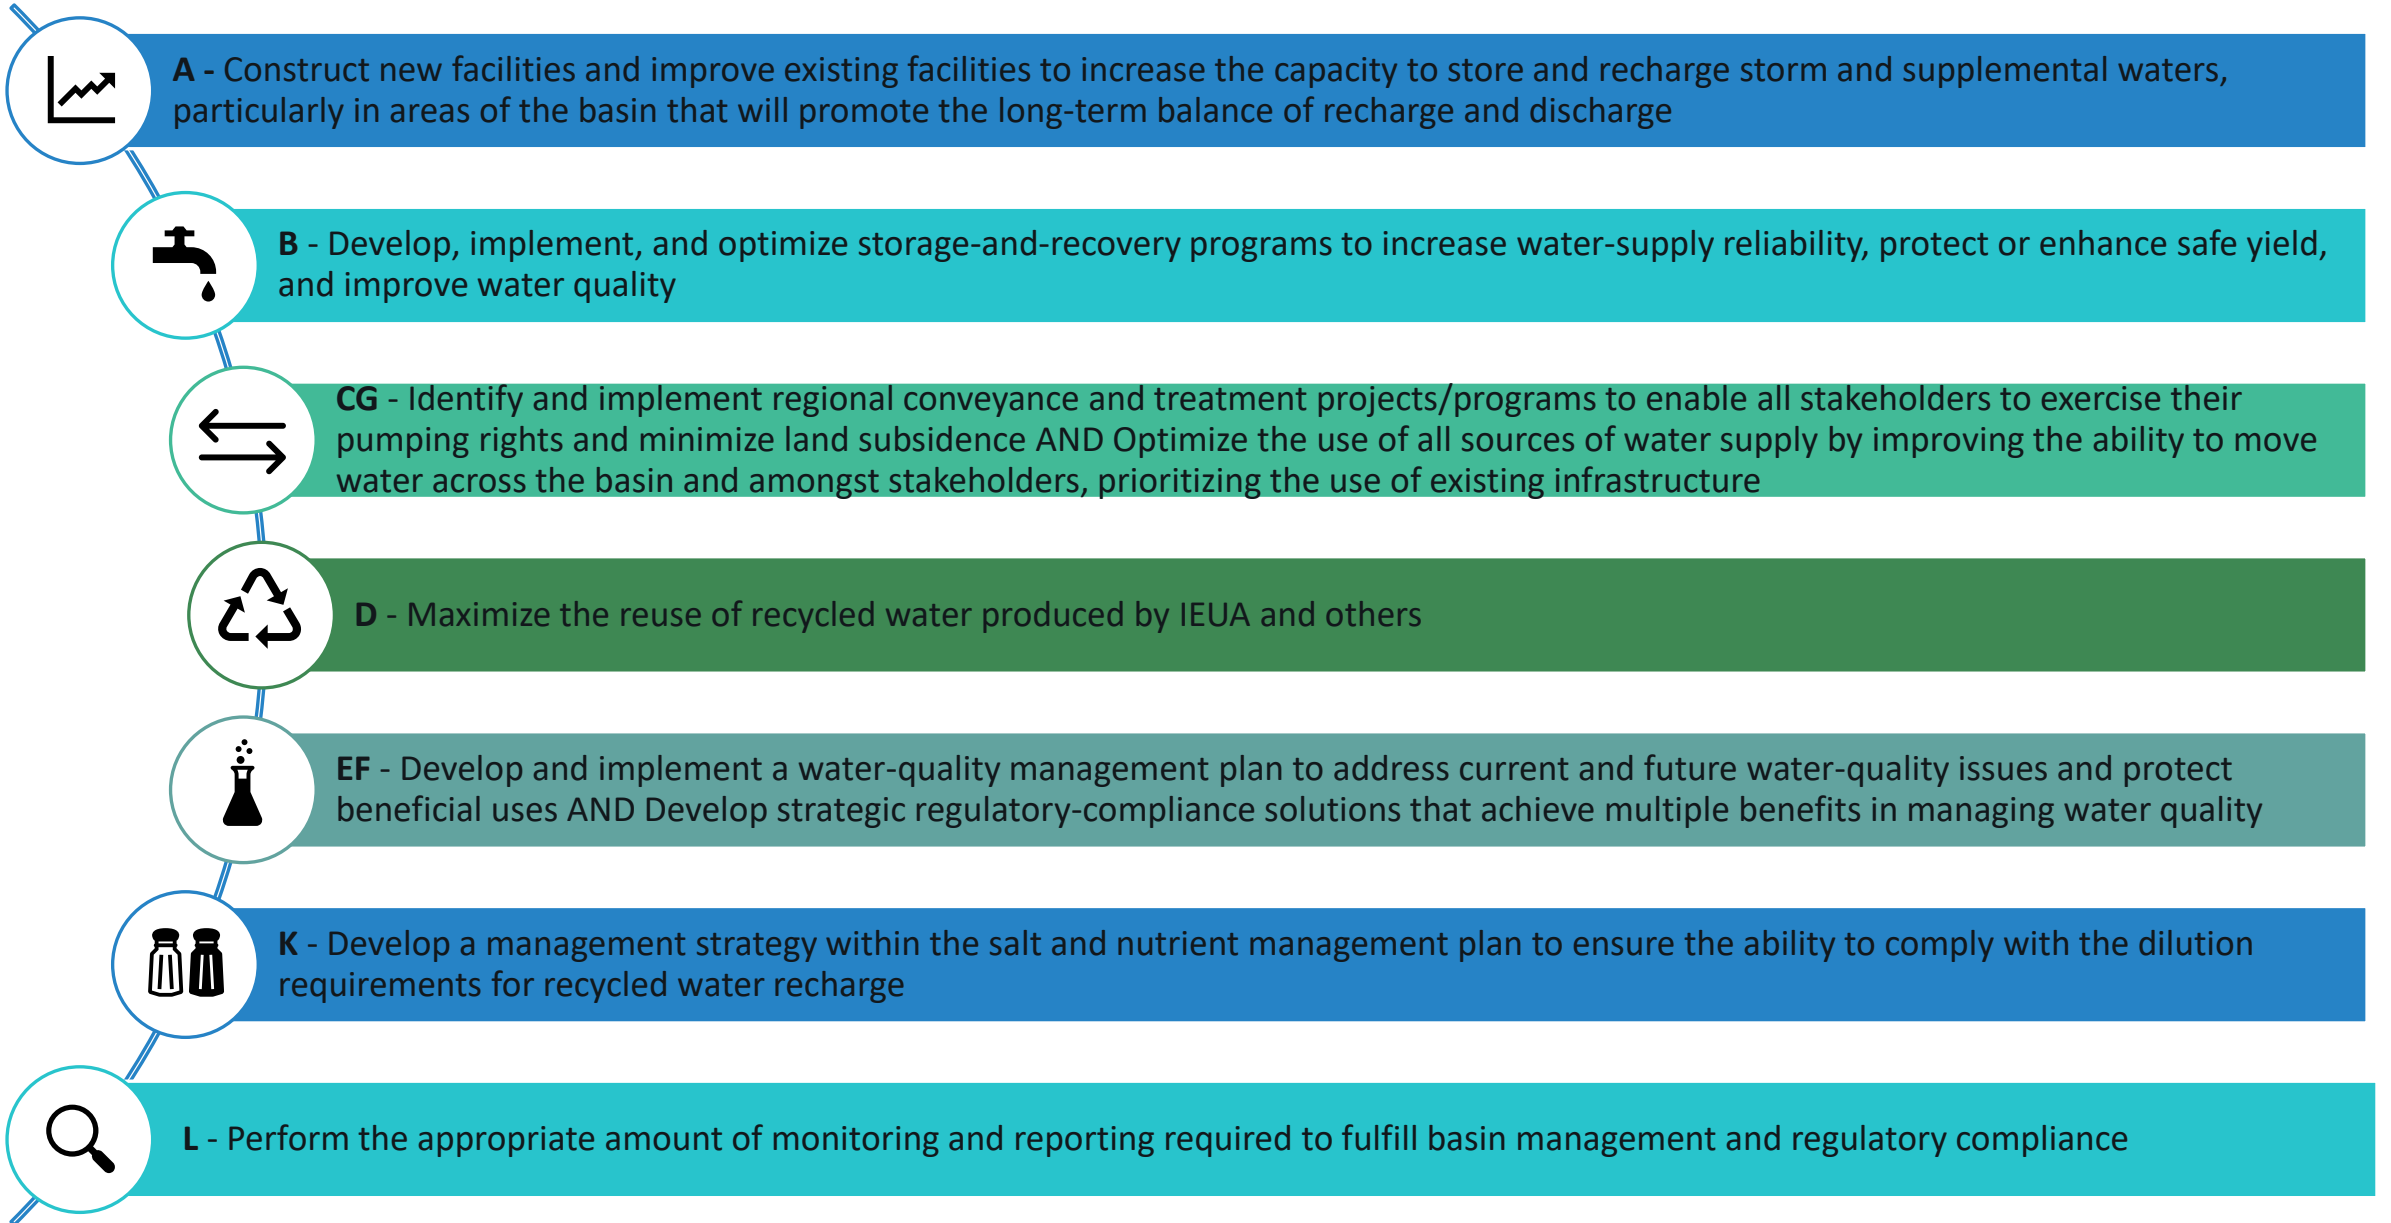 A - Construct new facilities and improve existing facilities to increase the capacity to store and recharge storm and supplemental waters,
particularly in areas of the basin that will promote the long-term balance of recharge and discharge
B - Develop, implement, and optimize storage-and-recovery programs to increase water-supply reliability, protect or enhance safe yield,
and improve water quality
CG - Identify and implement regional conveyance and treatment projects/programs to enable all stakeholders to exercise their
pumping rights and minimize land subsidence AND Optimize the use of all sources of water supply by improving the ability to move
water across the basin and amongst stakeholders, prioritizing the use of existing infrastructure
D - Maximize the reuse of recycled water produced by IEUA and others
EF - Develop and implement a water-quality management plan to address current and future water-quality issues and protect
beneficial uses AND Develop strategic regulatory-compliance solutions that achieve multiple benefits in managing water quality
K - Develop a management strategy within the salt and nutrient management plan to ensure the ability to comply with the dilution
requirements for recycled water recharge
L - Perform the appropriate amount of monitoring and reporting required to fulfill basin management and regulatory compliance